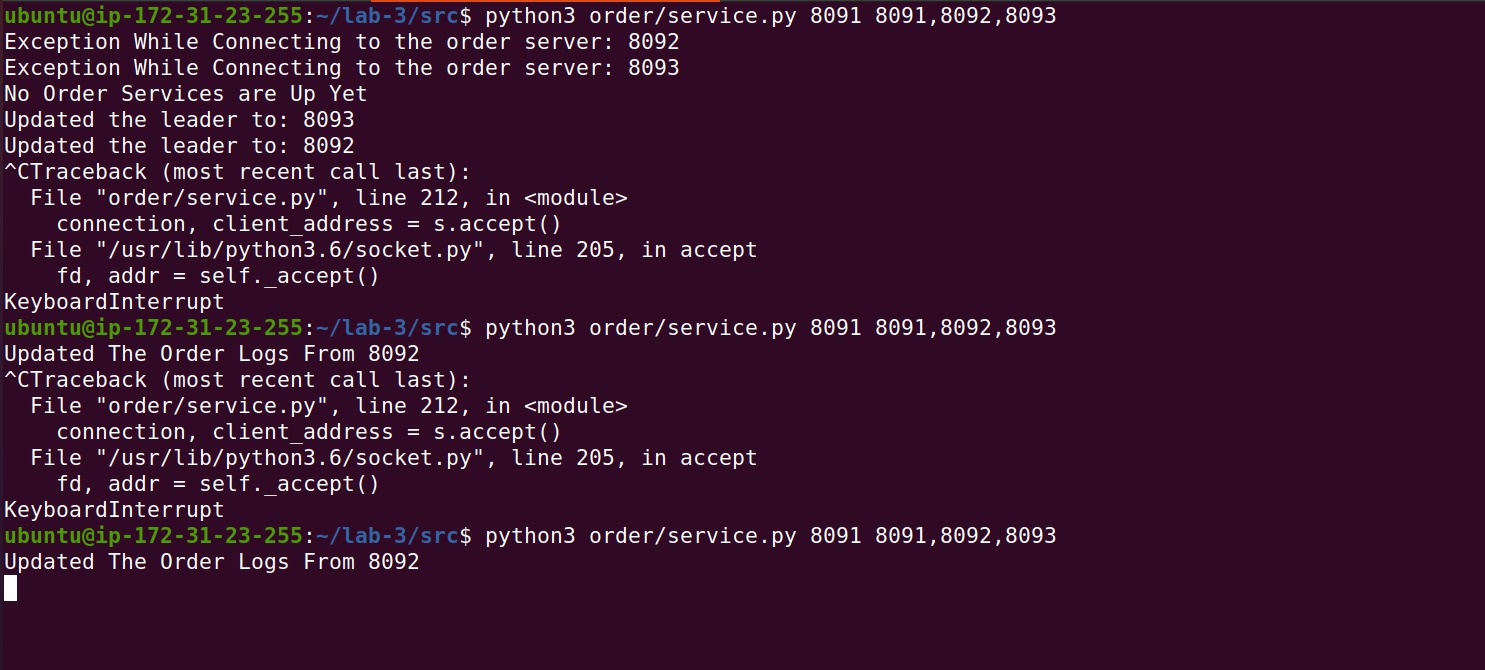 ubuntu@ip-172-31-23-255:~/lab-3/src$ python3 order/service.py 8091 8091,8092,8093
Exception While Connecting to the order server: 8092
Exception While Connecting to the order server: 8093
No Order Services are Up Yet
Updated the leader to: 8093
Updated the leader to: 8092
^CTraceback (most recent call last):
  File "order/service.py", line 212, in <module>
    connection, client_address = s.accept()
  File "/usr/lib/python3.6/socket.py", line 205, in accept
    fd, addr = self._accept()
KeyboardInterrupt
ubuntu@ip-172-31-23-255:~/lab-3/src$ python3 order/service.py 8091 8091,8092,8093
Updated The Order Logs From 8092
^CTraceback (most recent call last):
  File "order/service.py", line 212, in <module>
    connection, client_address = s.accept()
  File "/usr/lib/python3.6/socket.py", line 205, in accept
    fd, addr = self._accept()
KeyboardInterrupt
ubuntu@ip-172-31-23-255:~/lab-3/src$ python3 order/service.py 8091 8091,8092,8093
Updated The Order Logs From 8092